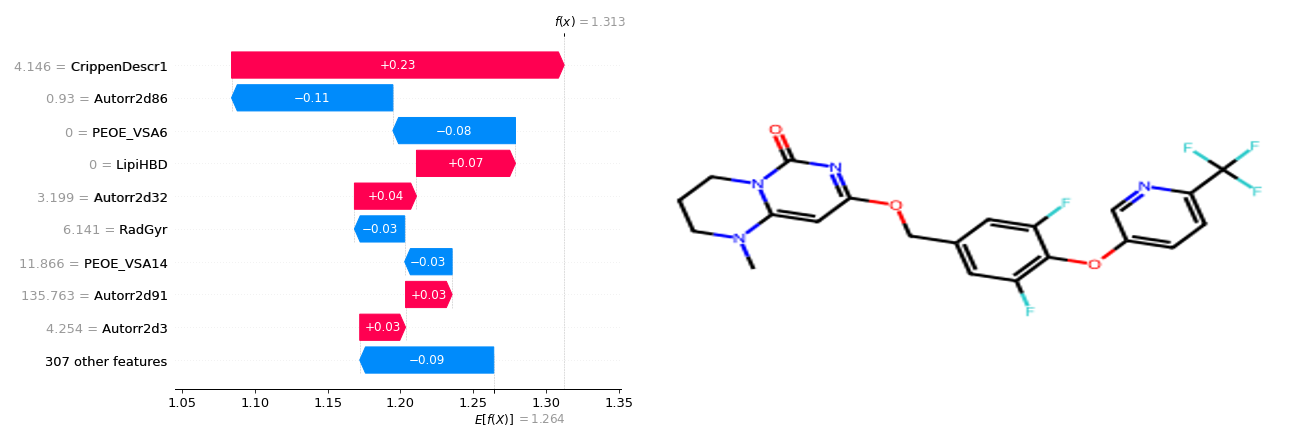 f(x) = 1.313
4.146 = CrippenDescr1
+0.23
0.93 = Autorr2d86
−0.11
0 = PEOE_VSA6
−0.08
0 = LipiHBD
+0.07
3.199 = Autorr2d32
+0.04
6.141 = RadGyr
−0.03
11.866 = PEOE_VSA14
−0.03
135.763 = Autorr2d91
+0.03
4.254 = Autorr2d3
+0.03
307 other features
−0.09
1.05 1.10 1.15 1.20 1.25 1.30 1.35
E[f(X)] = 1.264
O
N
N
N
O
F
F
O
N
F
F
F